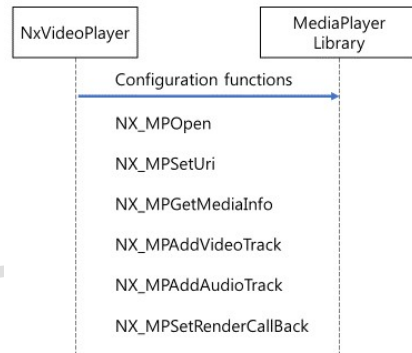 NxVideoPlayer
MediaPlayer
Library
Configuration functions
NX_MPOpen
NX_MPSetUri
NX_MPGetMediaInfo
NX_MPAddVideoTrack
NX_MPAddAudioTrack
NX_MPSetRenderCallBack